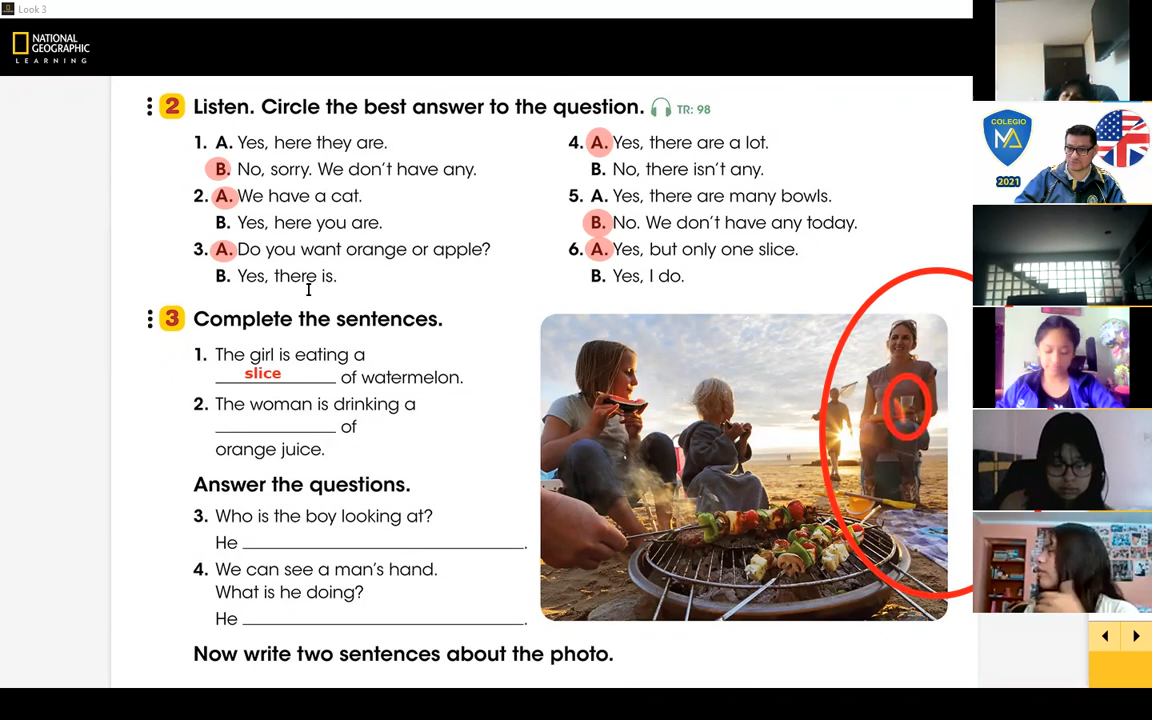 Look 3
NATIONAL
GEOGRAPHIC
LEARNING
2 Listen. Circle the best answer to the question. TR: 98
1. A. Yes, here they are.
B. No, sorry. We don't have any.
2. A. We have a cat.
B. Yes, here you are.
3. A. Do you want orange or apple?
B. Yes, there is.
4. A. Yes, there are a lot.
B. No, there isn't any.
5. A. Yes, there are many bowls.
B. No. We don't have any today.
6. A. Yes, but only one slice.
B. Yes, I do.
3 Complete the sentences.
1. The girl is eating a
slice of watermelon.
2. The woman is drinking a
____________ of
orange juice.
Answer the questions.
3. Who is the boy looking at?
He ____________________________.
4. We can see a man's hand.
What is he doing?
He ____________________________.
Now write two sentences about the photo.
COLEGIO
MA
2021